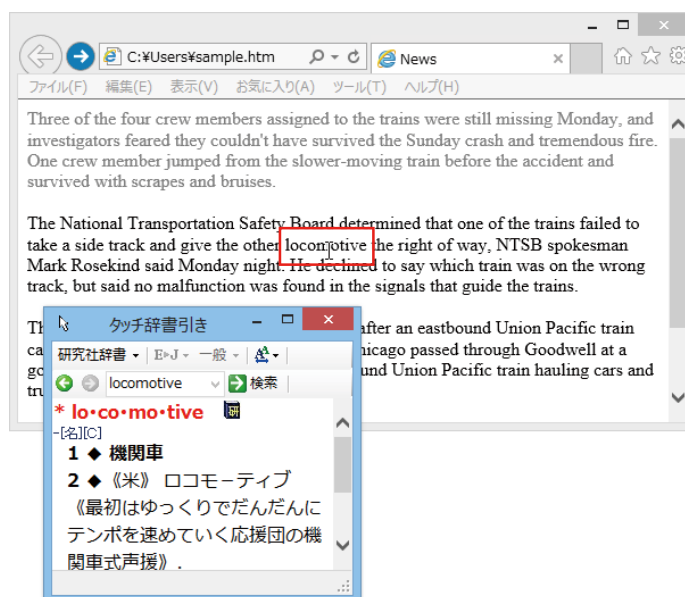 C:¥Users¥sample.htm
News
ファイル(F) 編集(E) 表示(V) お気に入り(A) ツール(T) ヘルプ(H)
Three of the four crew members assigned to the trains were still missing Monday, and
investigators feared they couldn't have survived the Sunday crash and tremendous fire.
One crew member jumped from the slower-moving train before the accident and
survived with scrapes and bruises.
The National Transportation Safety Board determined that one of the trains failed to
take a side track and give the other locomotive the right of way, NTSB spokesman
Mark Rosekind said Monday night. He declined to say which train was on the wrong
track, but said no malfunction was found in the signals that guide the trains.
after an eastbound Union Pacific train
passed through Goodwell at a
Union Pacific train hauling cars and
タッチ辞書引き
研究社辞書 E▸J 一般
locomotive 検索
* lo•co•mo•tive 研
-[名][C]
1 ◆ 機関車
2 ◆《米》 ロコモーティブ
《最初はゆっくりでだんだんに
テンポを速めていく応援団の機
関車式声援》.